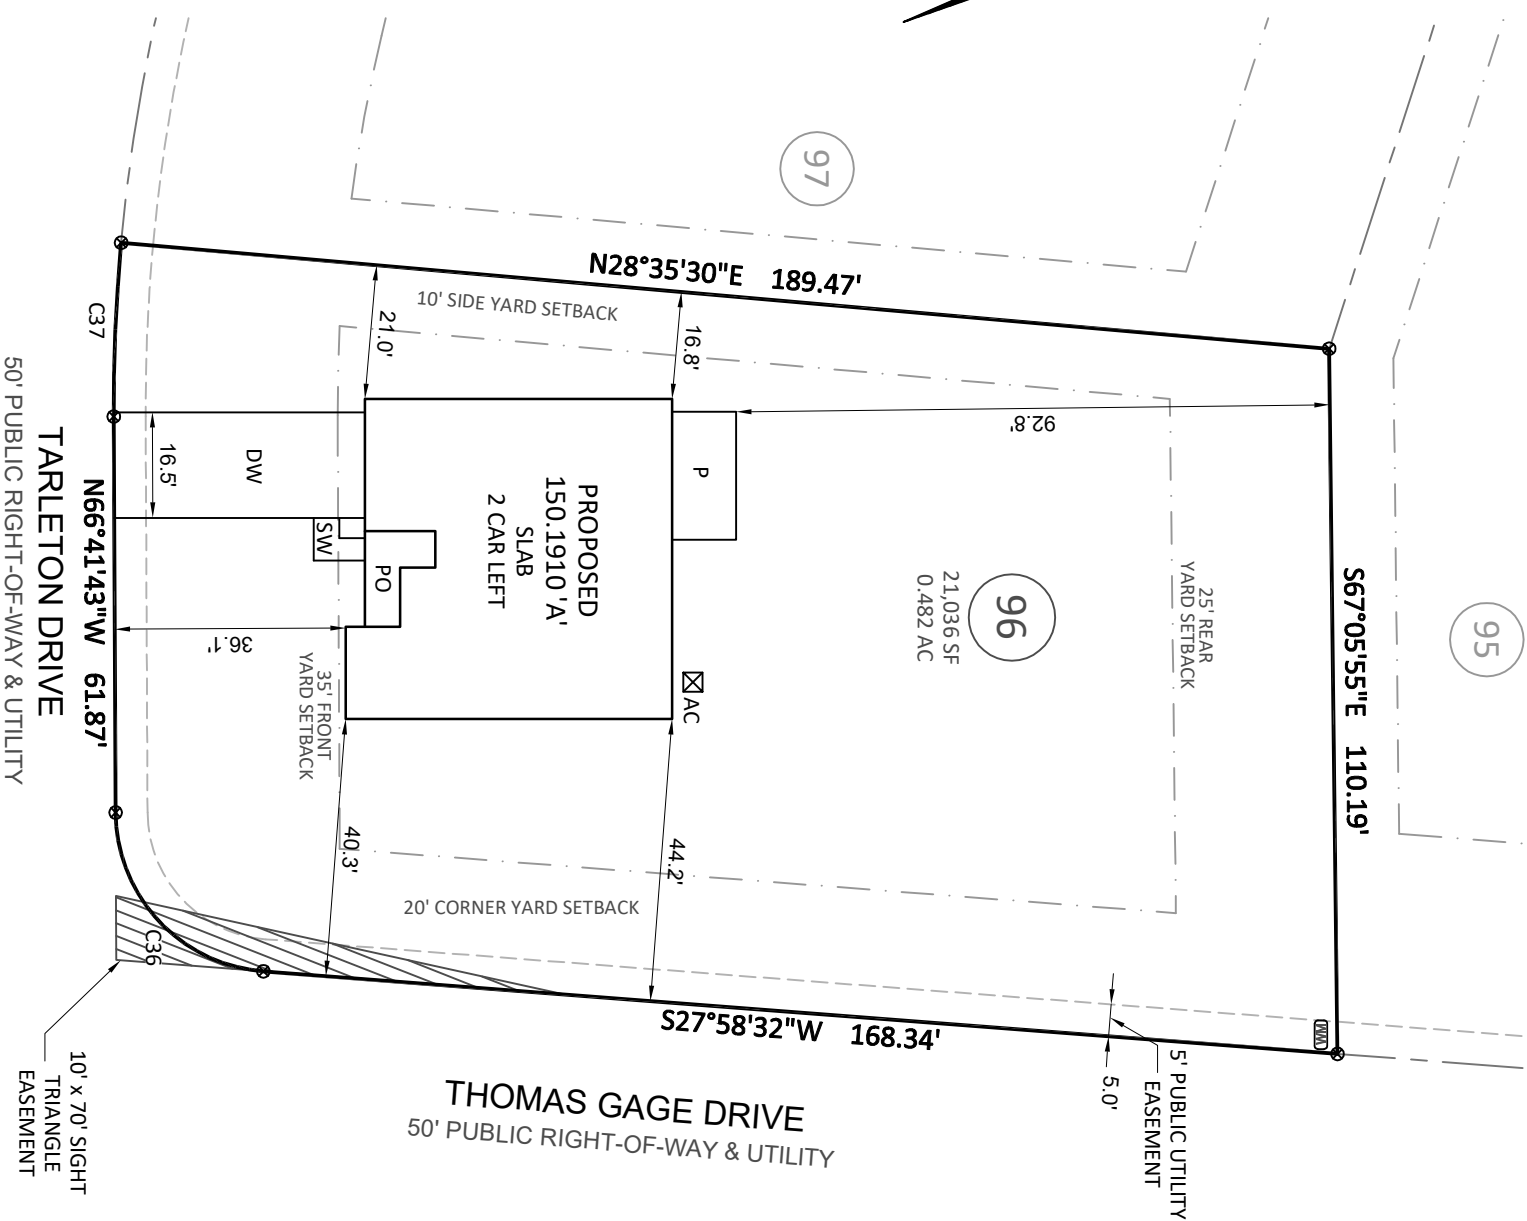 97
N28°35'30"E 189.47'
10' SIDE YARD SETBACK
21.0'
16.8'
92.8'
C37
50' PUBLIC RIGHT-OF-WAY & UTILITY
TARLETON DRIVE
N66°41'43"W 61.87'
16.5'
DW
SW
PO
P
PROPOSED
150.1910 'A'
SLAB
2 CAR LEFT
AC
36.1'
35' FRONT
YARD SETBACK
96
21,036 SF
0.482 AC
25' REAR
YARD SETBACK
S67°05'55"E 110.19'
95
40.3'
44.2'
20' CORNER YARD SETBACK
C36
S27°58'32"W 168.34'
WM
5.0'
5' PUBLIC UTILITY
EASEMENT
THOMAS GAGE DRIVE
50' PUBLIC RIGHT-OF-WAY & UTILITY
10' x 70' SIGHT
TRIANGLE
EASEMENT